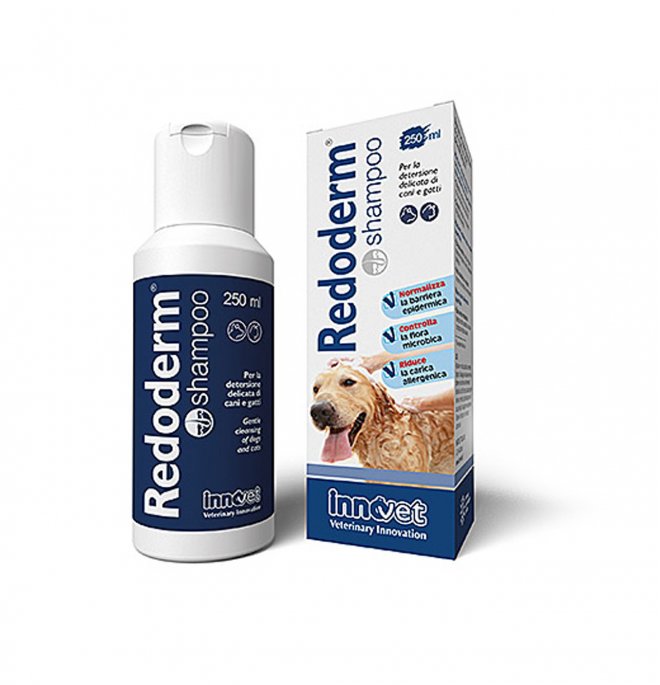 Redoderm®
shampoo
250 ml
Per la
detersione
delicata di
cani e gatti
Gentle
cleansing
of dogs
and cats
innovet
Veterinary Innovation
Redoderm®
shampoo
250 ml
Per la
detersione
delicata di
cani e gatti
Normalizza
la barriera
epidermica
Controlla
la flora
microbica
Riduce
la carica
allergenica
innovet
Veterinary Innovation